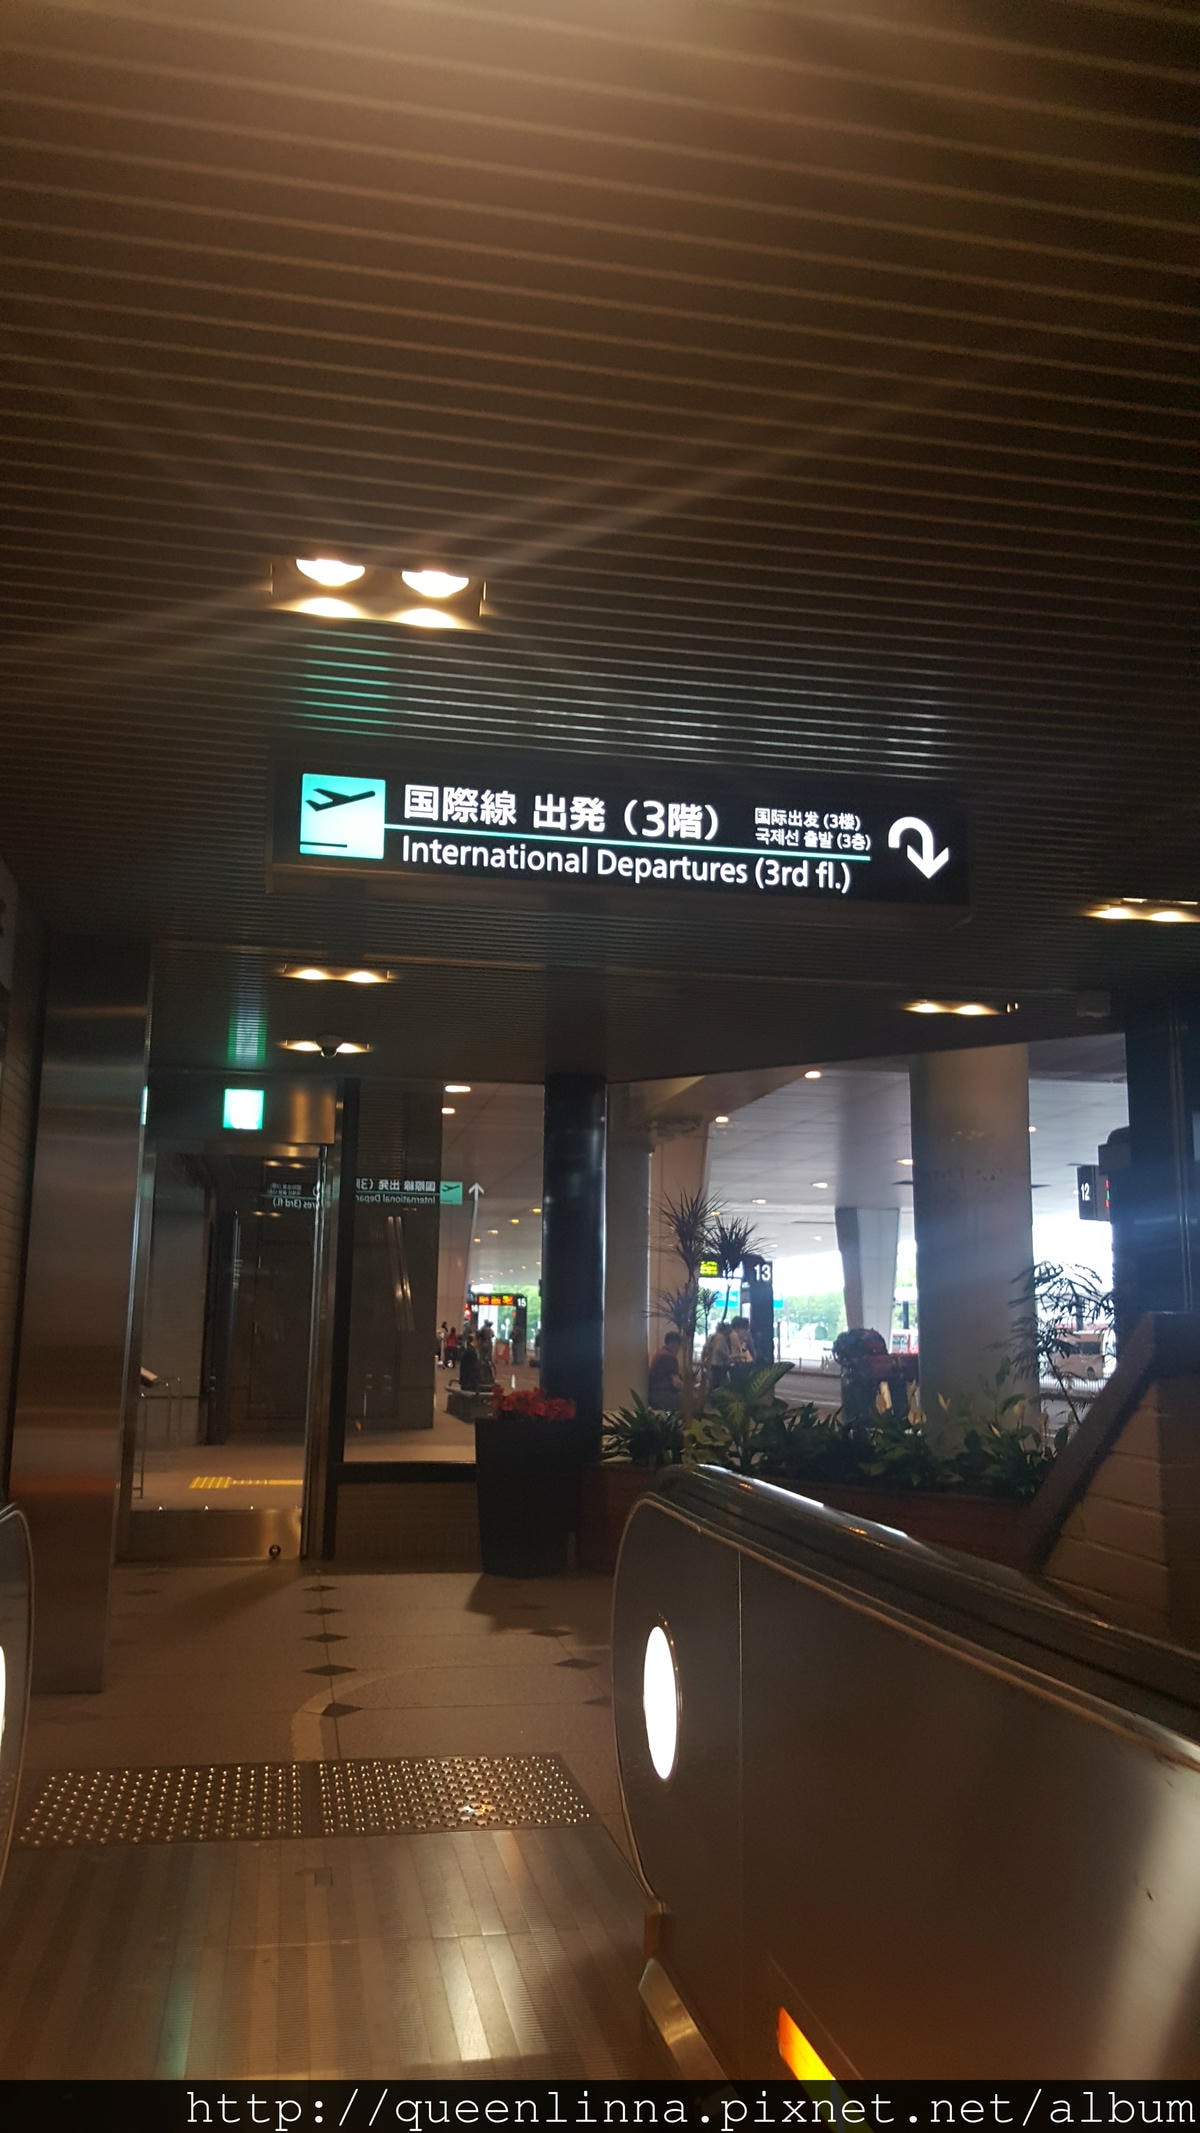 国際線 出発（3階）
国际出发 (3楼)
국제선 출발 (3층)
International Departures (3rd fl.)
12
13
15
http://queenlinna.pixnet.net/album